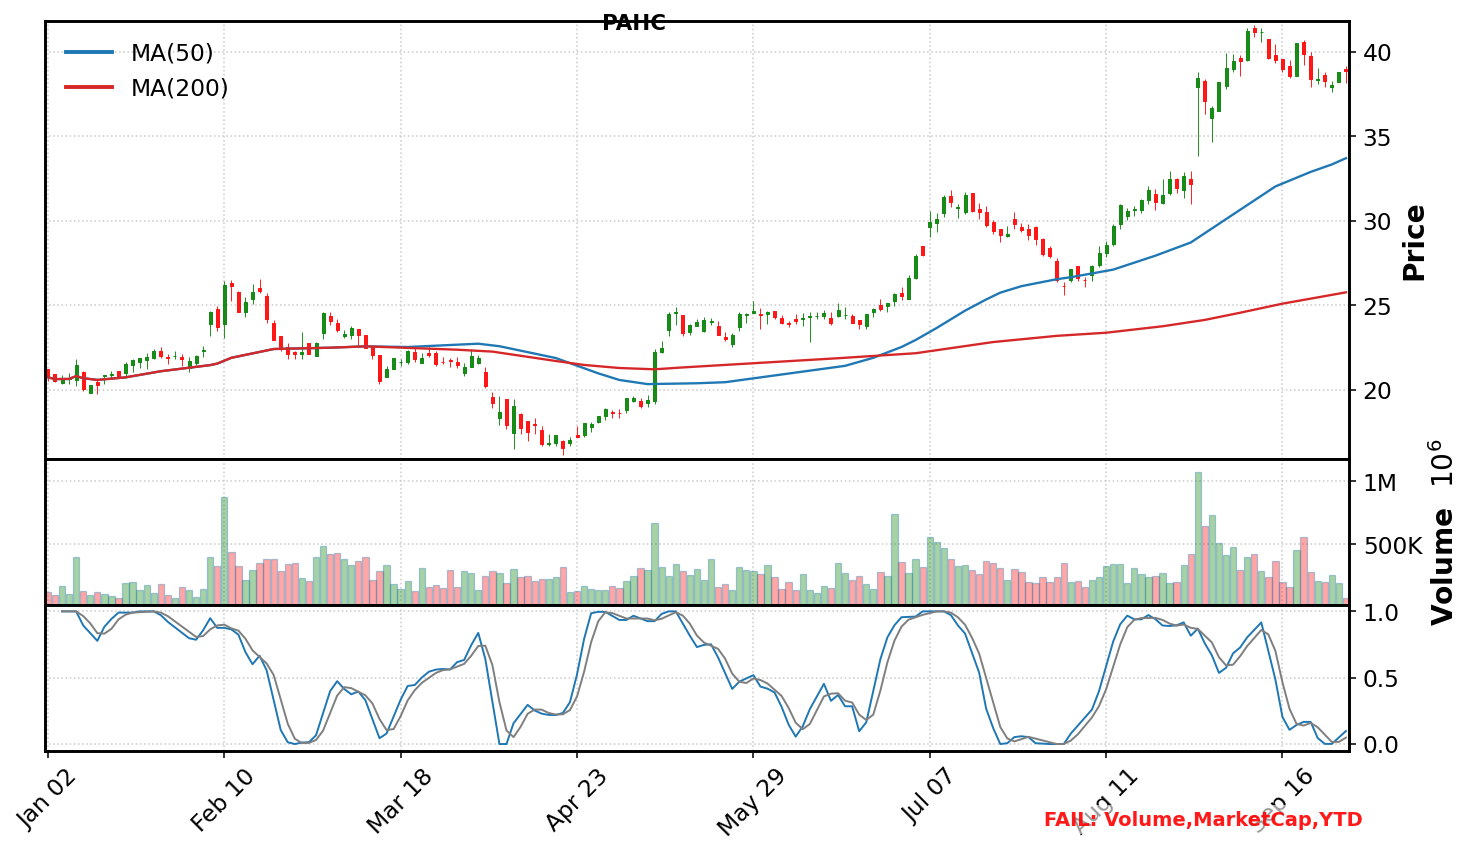 PAHC
MA(50)
MA(200)
40
35
30
25
20
Price
1M
500K
Volume 10^6
1.0
0.5
0.0
Jan 02
Feb 10
Mar 18
Apr 23
May 29
Jul 07
Aug 11
Sep 16
FAIL: Volume,MarketCap,YTD